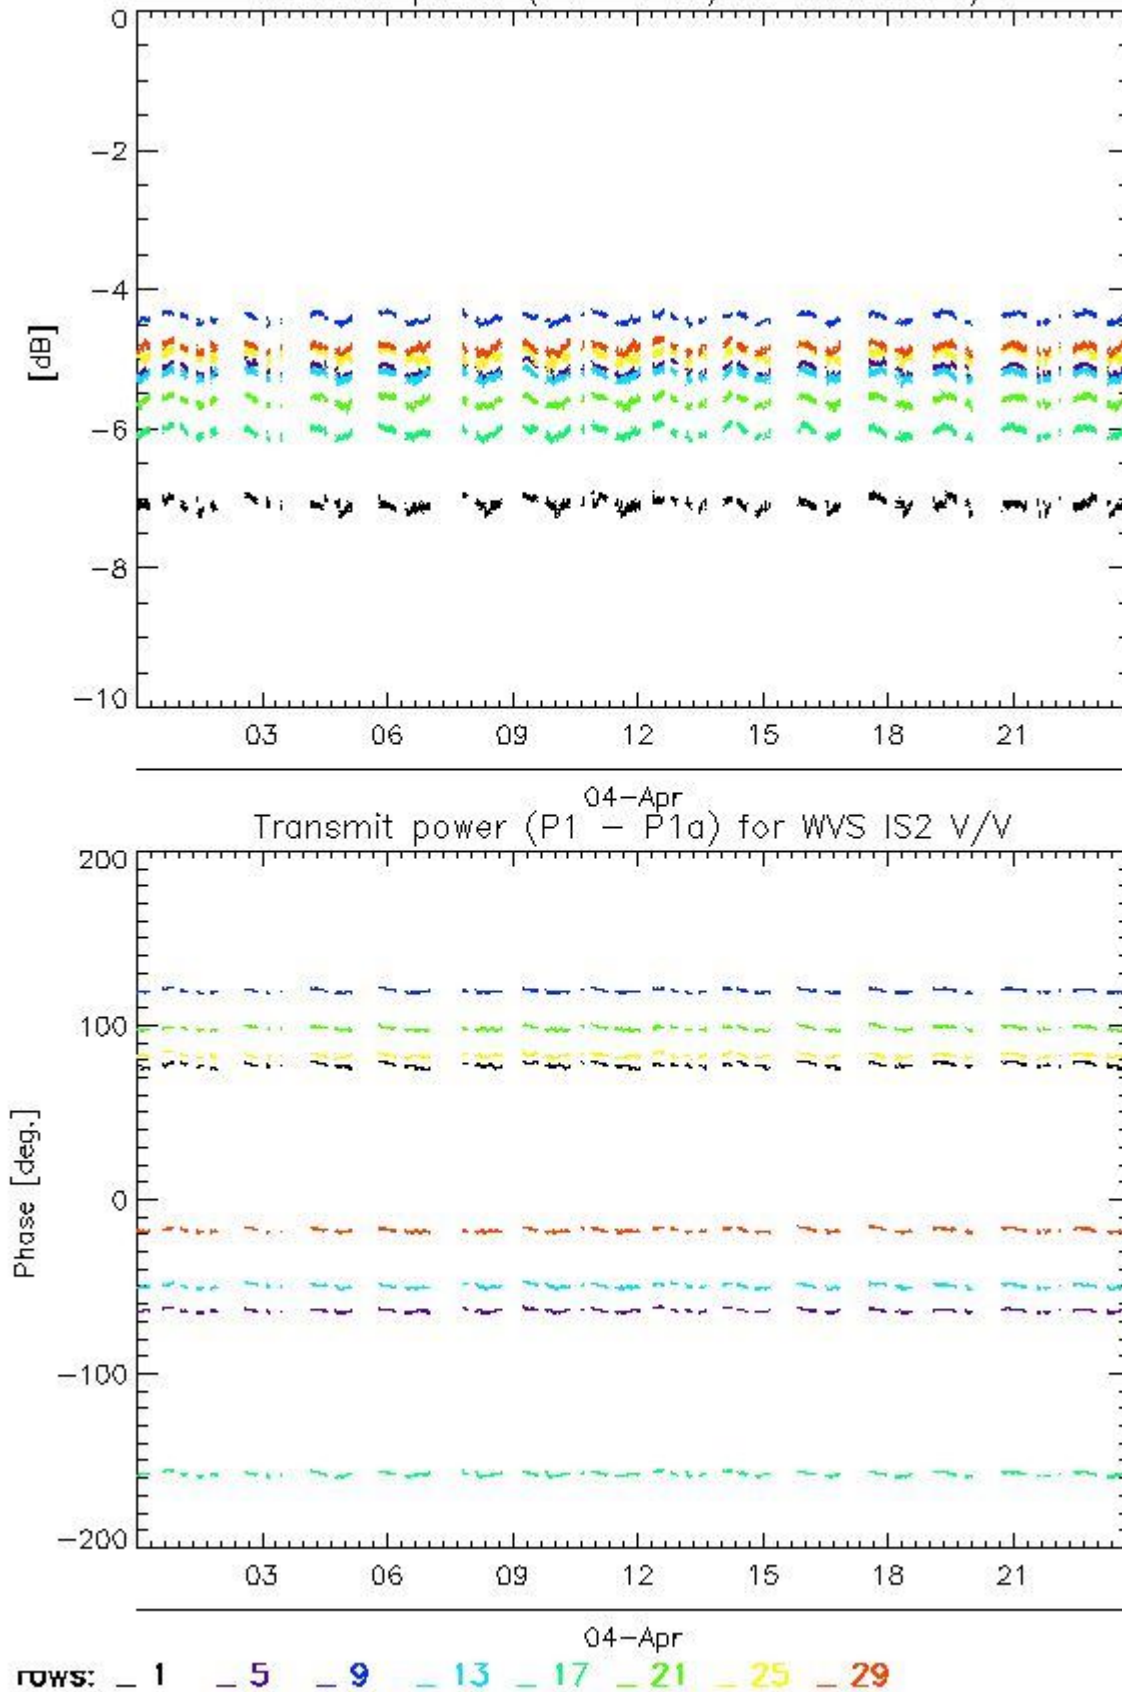 0
-2
-4
[dB]
-6
-8
-10
03 06 09 12 15 18 21
04-Apr
Transmit power (P1 - P1a) for WVS IS2 V/V
200
100
Phase [deg.]
0
-100
-200
03 06 09 12 15 18 21
04-Apr
rows: _ 1 _ 5 _ 9 _ 13 _ 17 _ 21 _ 25 _ 29